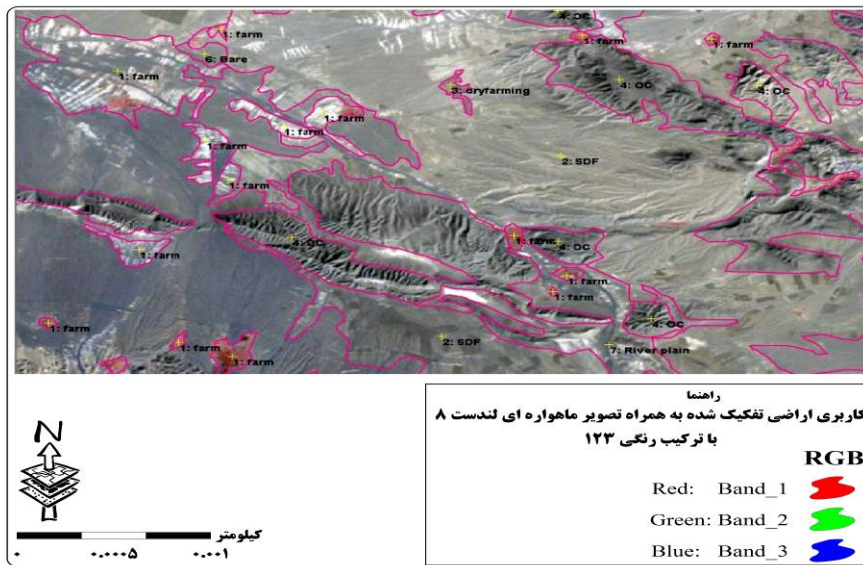 4: OC
1: farm
1: farm
1: farm
6: Bare
1: farm
4: OC
3: dryfarming
4: OC
1: farm
1: farm
1: farm
2: SDF
1: farm
4: OC
1: farm
4: OC
1: farm
1: farm
1: farm
1: farm
4: OC
1: farm
2: SDF
7: River plain
1: farm
راهنما
کاربری اراضی تفکیک شده به همراه تصویر ماهواره ای لندست ۸
با ترکیب رنگی ۱۲۳
RGB
Red: Band_1
Green: Band_2
Blue: Band_3
N
کیلومتر
۰ ۰.۰۰۰۵ ۰.۰۰۱